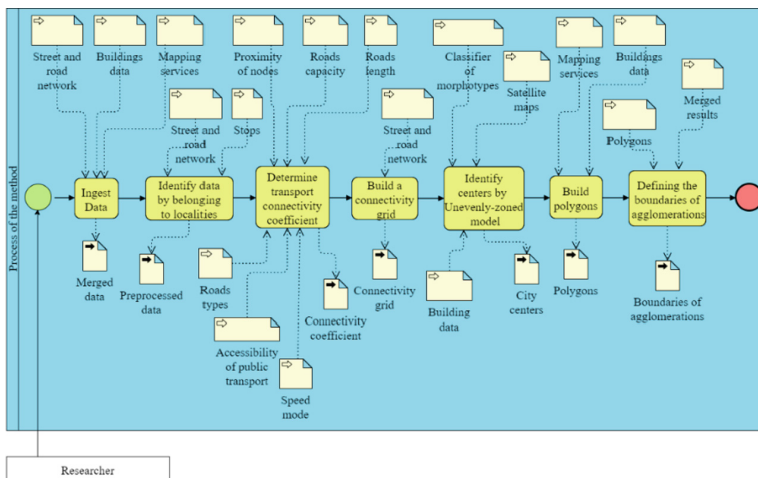 Process of the method
Street and
road
network
Buildings
data
Mapping
services
Proximity
of nodes
Roads
capacity
Roads
length
Classifier
of
morphotypes
Satellite
maps
Mapping
services
Buildings
data
Merged
results
Street and
road
network
Stops
Street and
road
network
Polygons
Ingest
Data
Identify data
by belonging
to localities
Determine
transport
connectivity
coefficient
Build a
connectivity
grid
Identify
centers by
Unevenly-zoned
model
Build
polygons
Defining the
boundaries of
agglomerations
Merged
data
Preprocessed
data
Roads
types
Accessibility
of public
transport
Speed
mode
Connectivity
coefficient
Connectivity
grid
Building
data
City
centers
Polygons
Boundaries of
agglomerations
Researcher